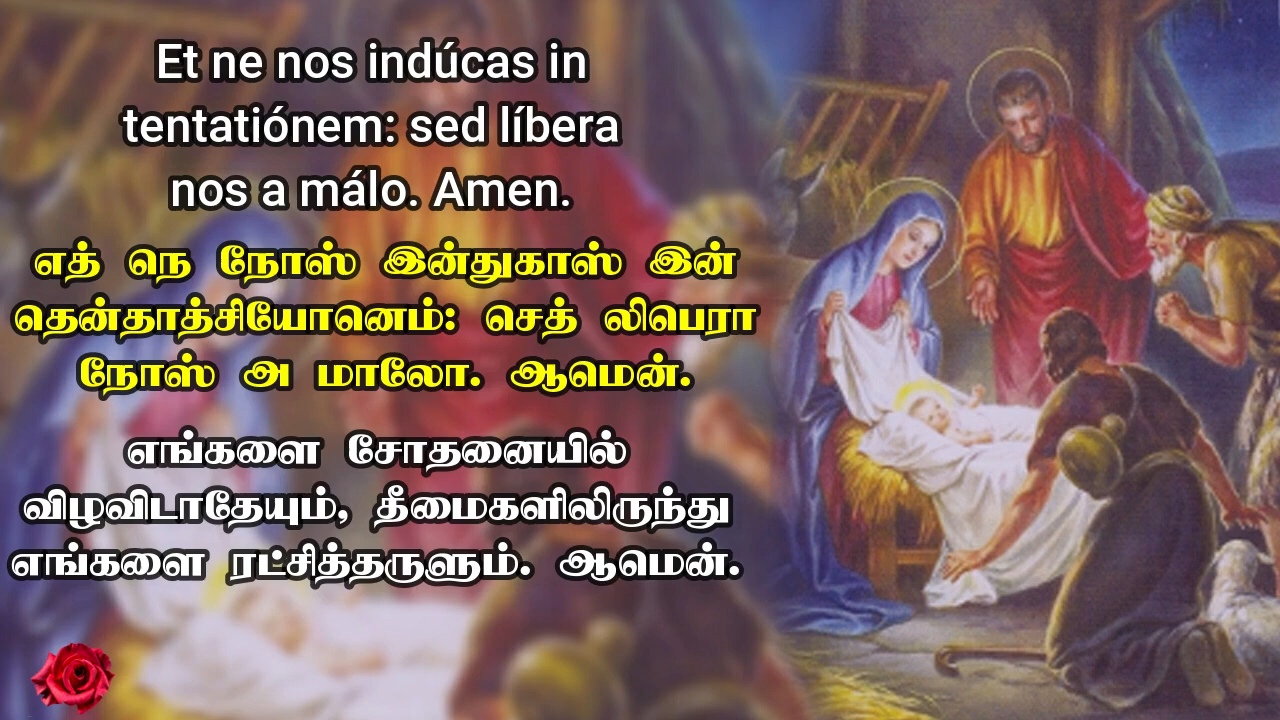 Et ne nos indúcas in
tentatiónem: sed líbera
nos a málo. Amen.
எத் நெ நோஸ் இன்துகாஸ் இன்
தென்தாத்சியோனெம்: செத் லிபெரா
நோஸ் அ மாலோ. ஆமென்.
எங்களை சோதனையில்
விழவிடாதேயும், தீமைகளிலிருந்து
எங்களை ரட்சித்தருளும். ஆமென்.